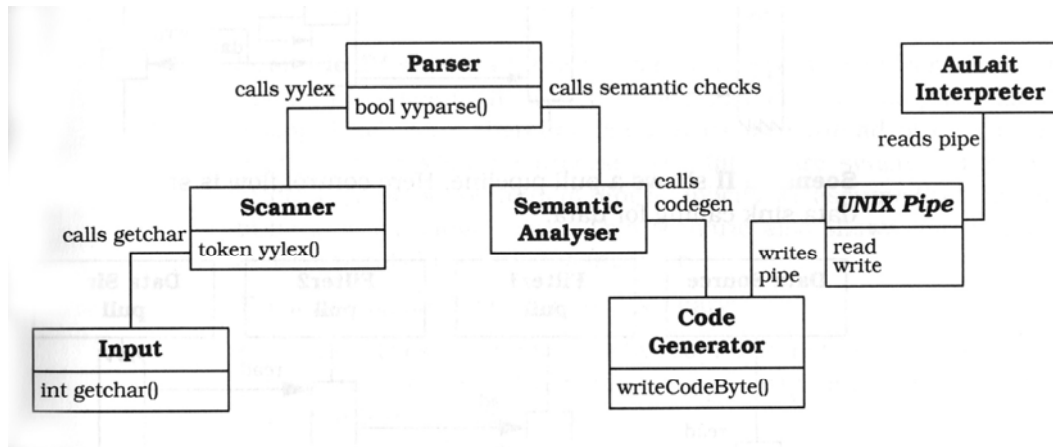 Parser
bool yyparse()
calls yylex
calls semantic checks
AuLait
Interpreter
reads pipe
Scanner
token yylex()
calls getchar
Semantic
Analyser
calls
codegen
UNIX Pipe
read
write
writes
pipe
Input
int getchar()
Code
Generator
writeCodeByte()